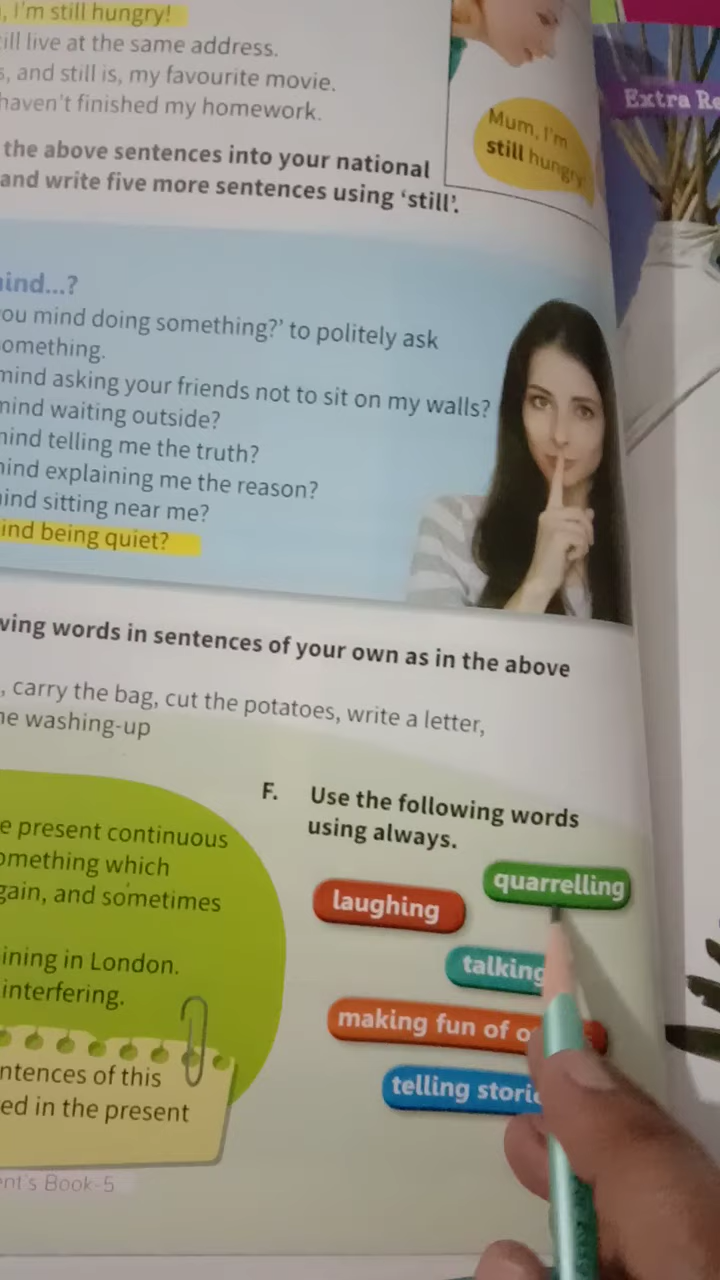 , I'm still hungry!
ill live at the same address.
s, and still is, my favourite movie.
haven't finished my homework.
Mum, I'm
still hungry
Extra Re
the above sentences into your national
and write five more sentences using ‘still’.
ind...?
ou mind doing something?’ to politely ask
omething.
mind asking your friends not to sit on my walls?
mind waiting outside?
ind telling me the truth?
ind explaining me the reason?
ind sitting near me?
ind being quiet?
wing words in sentences of your own as in the above
, carry the bag, cut the potatoes, write a letter,
he washing-up
F. Use the following words
using always.
e present continuous
omething which
gain, and sometimes
ining in London.
interfering.
ntences of this
ed in the present
laughing
quarrelling
talking
making fun of o
telling stori
ent's Book-5